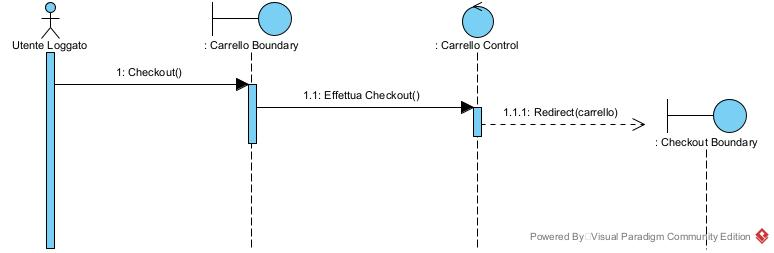 Utente Loggato
: Carrello Boundary
: Carrello Control
1: Checkout()
1.1: Effettua Checkout()
1.1.1: Redirect(carrello)
: Checkout Boundary
Powered By Visual Paradigm Community Edition